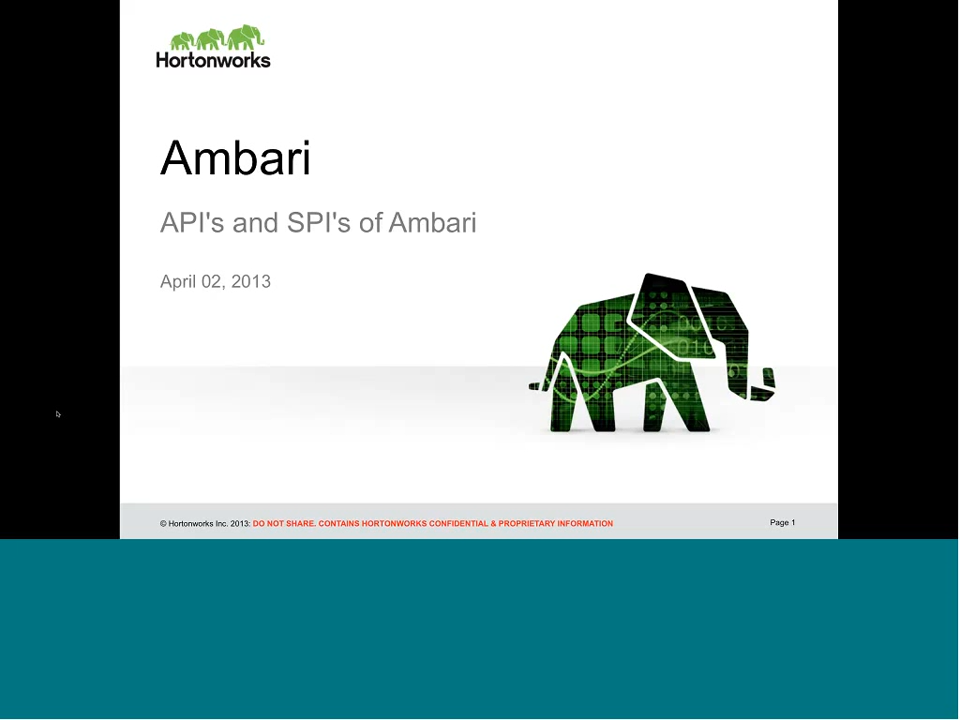 Hortonworks
Ambari
API's and SPI's of Ambari
April 02, 2013
© Hortonworks Inc. 2013: DO NOT SHARE. CONTAINS HORTONWORKS CONFIDENTIAL & PROPRIETARY INFORMATION
Page 1